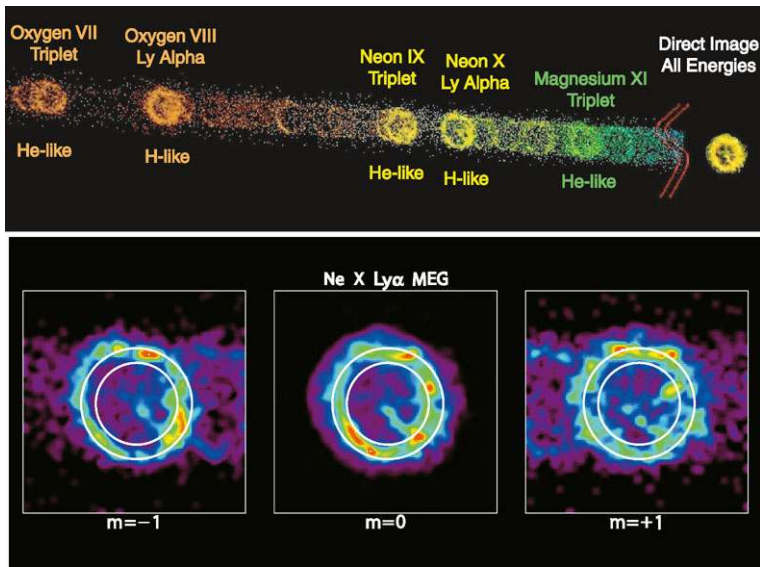 Oxygen VII
Triplet
Oxygen VIII
Ly Alpha
Neon IX
Triplet
Neon X
Ly Alpha
Magnesium XI
Triplet
Direct Image
All Energies
He-like
H-like
He-like
H-like
He-like
Ne X Lyα MEG
m=−1
m=0
m=+1